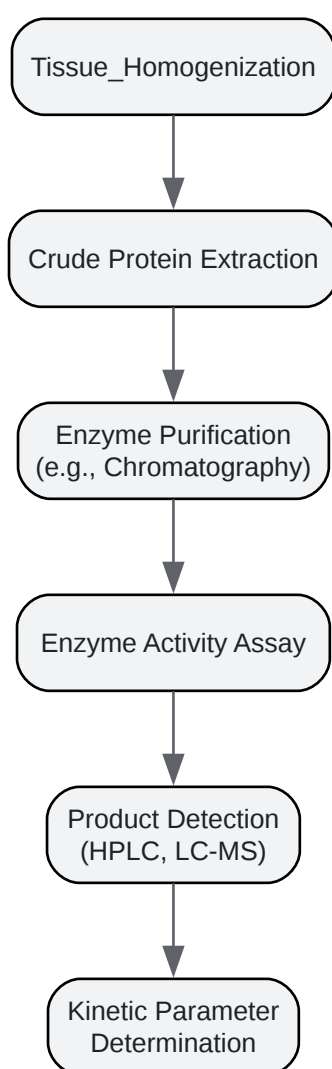 Tissue_Homogenization
Crude Protein Extraction
Enzyme Purification
(e.g., Chromatography)
Enzyme Activity Assay
Product Detection
(HPLC, LC-MS)
Kinetic Parameter
Determination